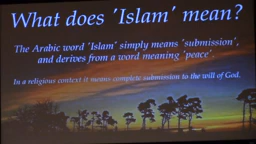 What does 'Islam' mean?
The Arabic word 'Islam' simply means 'submission',
and derives from a word meaning 'peace'.
In a religious context it means complete submission to the will of God.